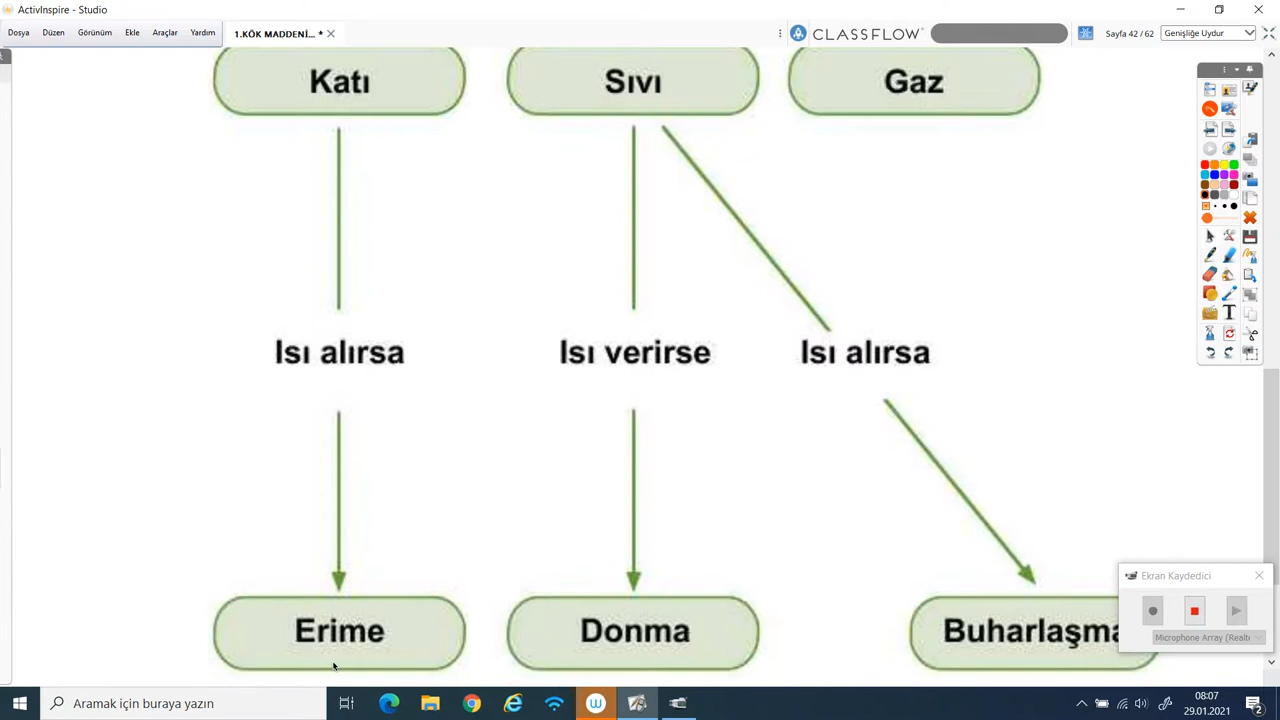 ActivInspire - Studio
Dosya Düzen Görünüm Ekle Araçlar Yardım
1.KÖK MADDENİ... *
CLASSFLOW
Sayfa 42 / 62
Genişliğe Uydur
Katı Sıvı Gaz
Isı alırsa Isı verirse Isı alırsa
Erime Donma Buharlaşma
Ekran Kaydedici
Microphone Array (Realt
Aramak için buraya yazın
08:07
29.01.2021
2